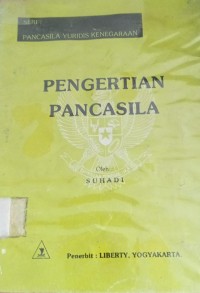 SERI :
PANCASILA YURIDIS KENEGARAAN
PENGERTIAN
PANCASILA
Oleh :
SUHADI
Penerbit : LIBERTY, YOGYAKARTA